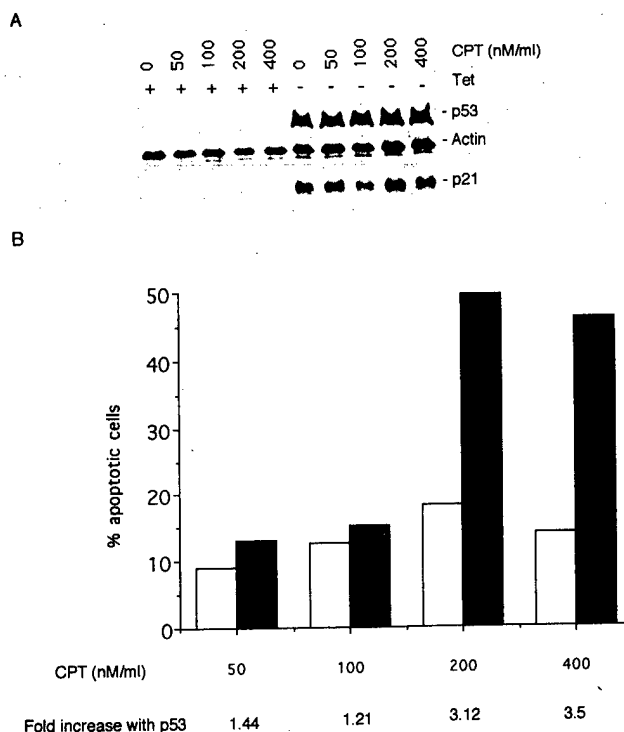 A
0 50 100 200 400 0 50 100 200 400 CPT (nM/ml)
+ + + + + - - - - - Tet
- p53
- Actin
- p21
B
50
40
30
20
10
0
% apoptotic cells
CPT (nM/ml) 50 100 200 400
Fold increase with p53 1.44 1.21 3.12 3.5